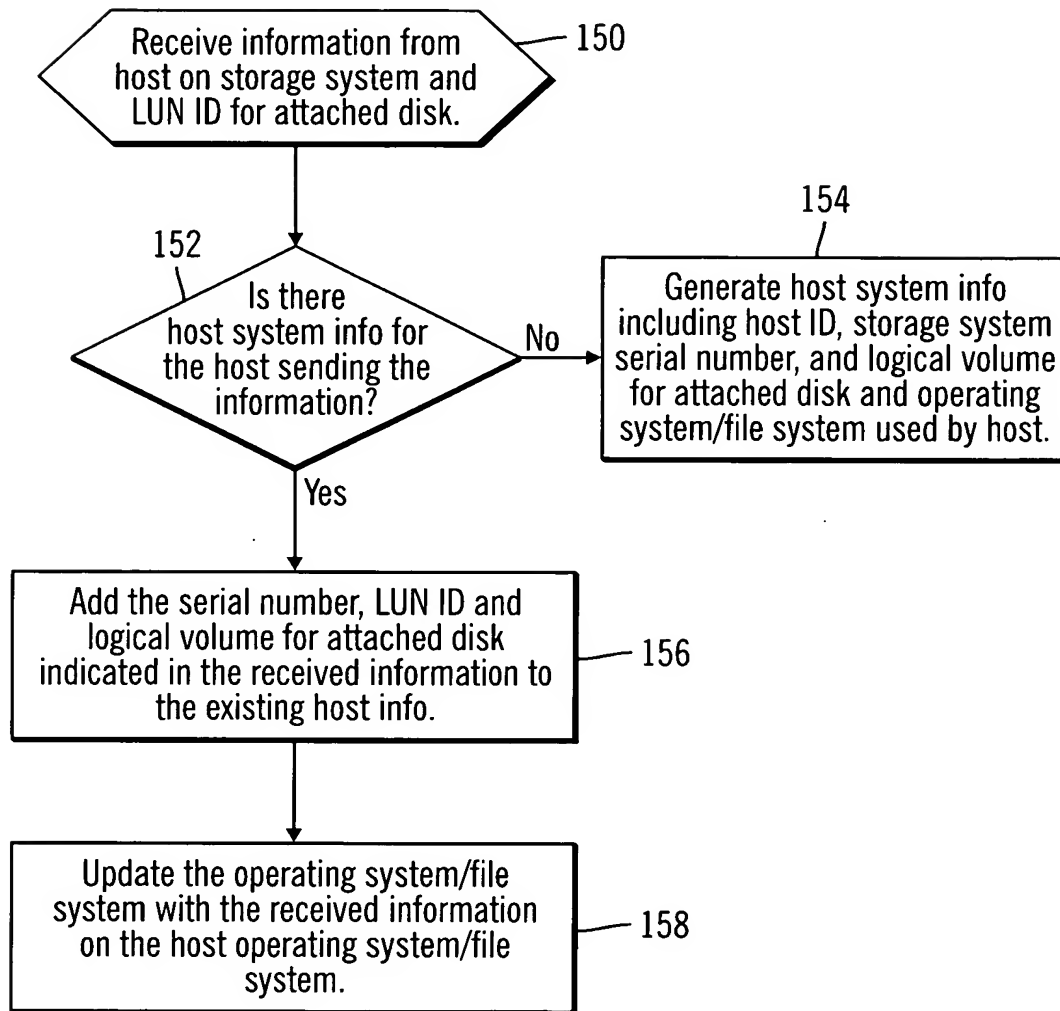 Receive information from
host on storage system and
LUN ID for attached disk.
150
152
Is there
host system info for
the host sending the
information?
No
154
Generate host system info
including host ID, storage system
serial number, and logical volume
for attached disk and operating
system/file system used by host.
Yes
Add the serial number, LUN ID and
logical volume for attached disk
indicated in the received information to
the existing host info.
156
Update the operating system/file
system with the received information
on the host operating system/file
system.
158